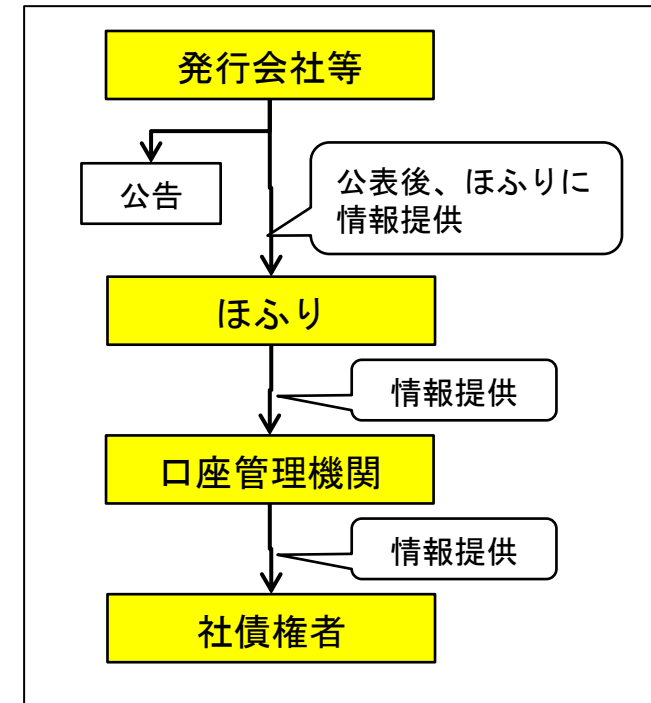 発行会社等
公告
公表後、ほふりに
情報提供
ほふり
情報提供
口座管理機関
情報提供
社債権者